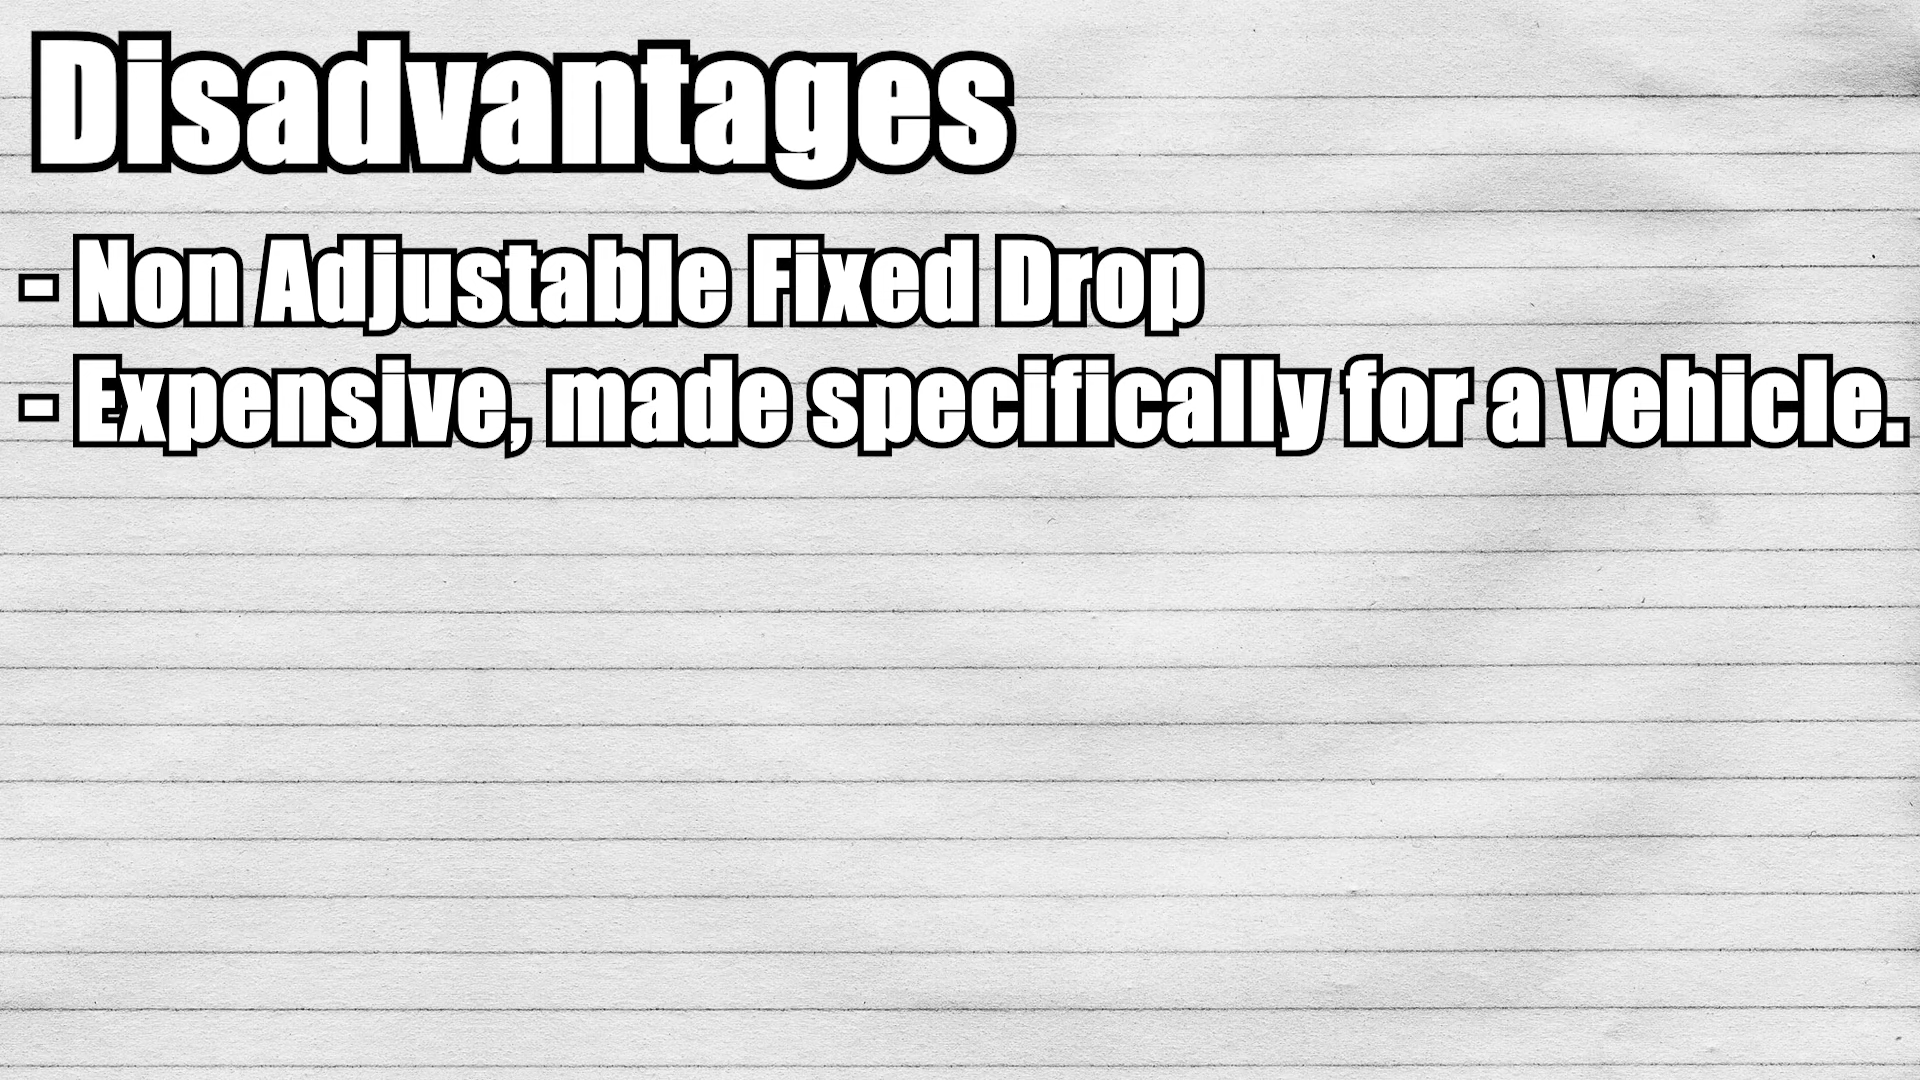 Disadvantages
- Non Adjustable Fixed Drop
- Expensive, made specifically for a vehicle.